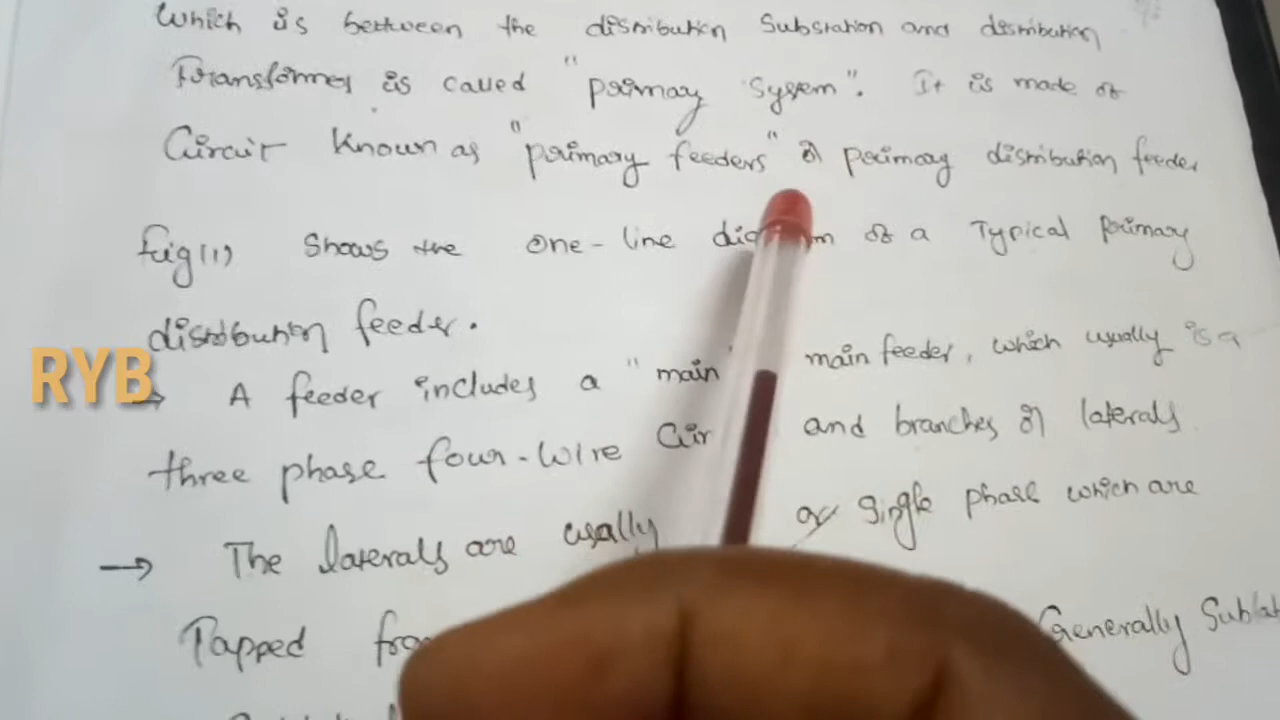 Which is between the distribution Substation and distribution
Transformer is called "primary System". It is made of
Circuit Known as "primary feeders" or primary distribution feeder
fig(1) Shows the one-line diagram of a Typical primary
distribution feeder.
RYB
→ A feeder includes a "main" main feeder, which usually is a
three phase four-wire Cir and branches or laterals
→ The laterals are usally or single phase which are
Tapped Generally